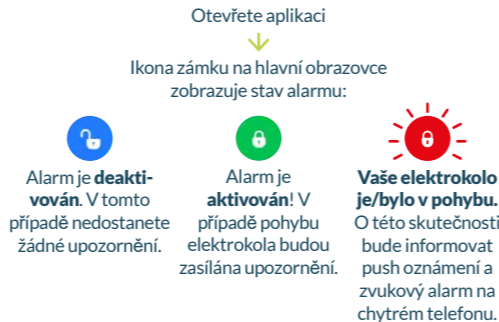 Otevřete aplikaci
Ikona zámku na hlavní obrazovce
zobrazuje stav alarmu:
Alarm je deakti-
vován. V tomto
případě nedostanete
žádné upozornění.
Alarm je
aktivován! V
případě pohybu
elektrokola budou
zasílána upozornění.
Vaše elektrokolo
je/bylo v pohybu.
O této skutečnosti
bude informovat
push oznámení a
zvukový alarm na
chytrém telefonu.